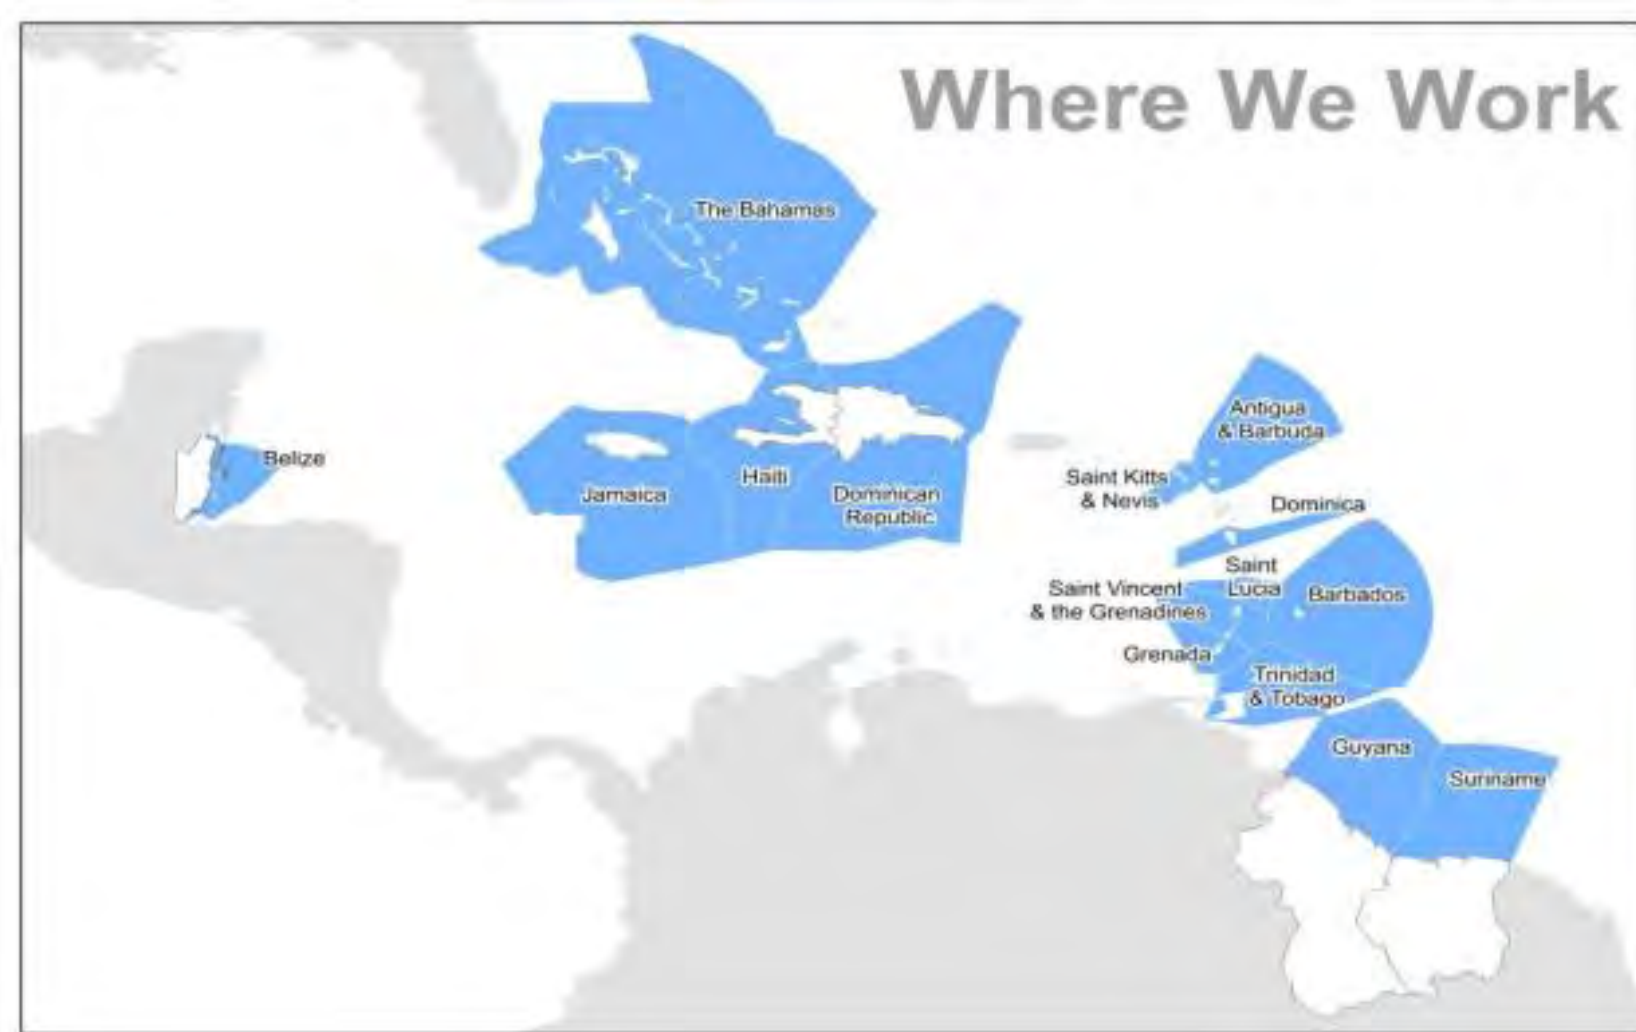 Where We Work
The Bahamas
Antigua
& Barbuda
Belize
Saint Kitts
& Nevis
Jamaica
Haiti
Dominican
Republic
Dominica
Saint
Lucia
Saint Vincent
& the Grenadines
Barbados
Grenada
Trinidad
& Tobago
Guyana
Suriname